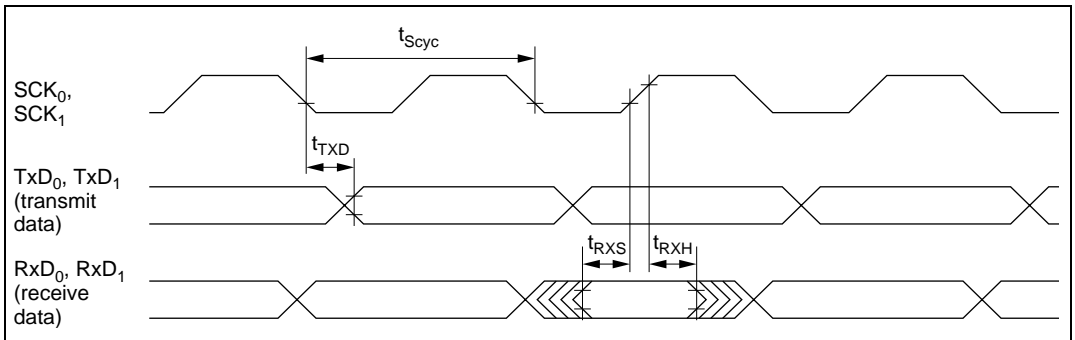 tScyc
SCK0,
SCK1
tTXD
TxD0, TxD1
(transmit
data)
tRXS
tRXH
RxD0, RxD1
(receive
data)